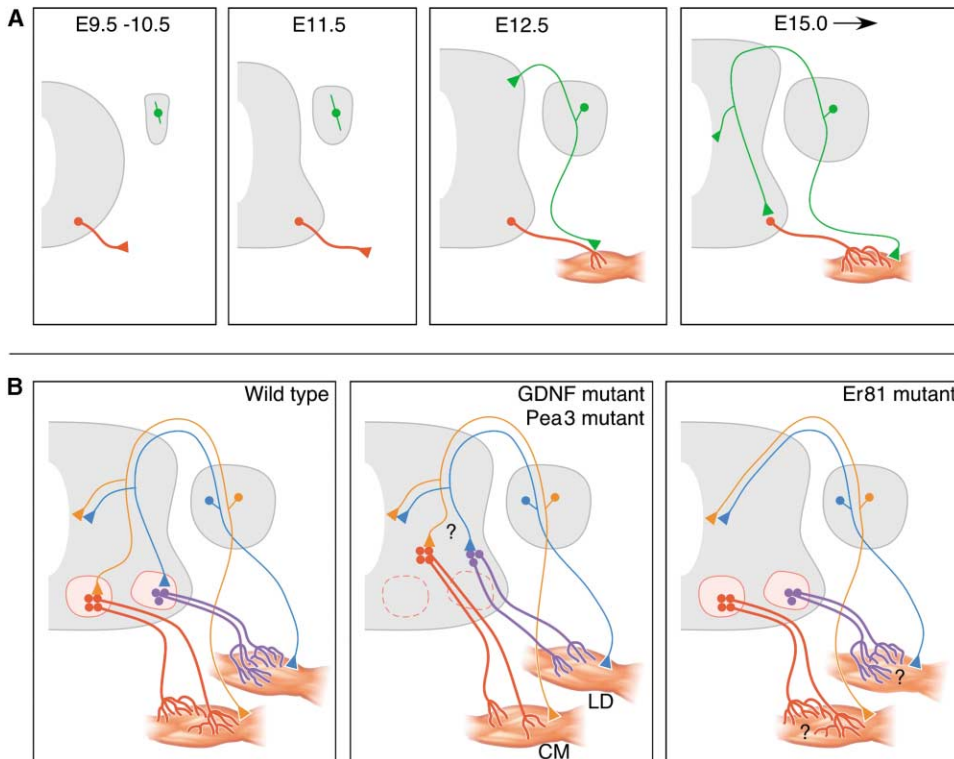 A
E9.5 -10.5
E11.5
E12.5
E15.0
B
Wild type
GDNF mutant
Pea3 mutant
Er81 mutant
?
?
LD
?
CM